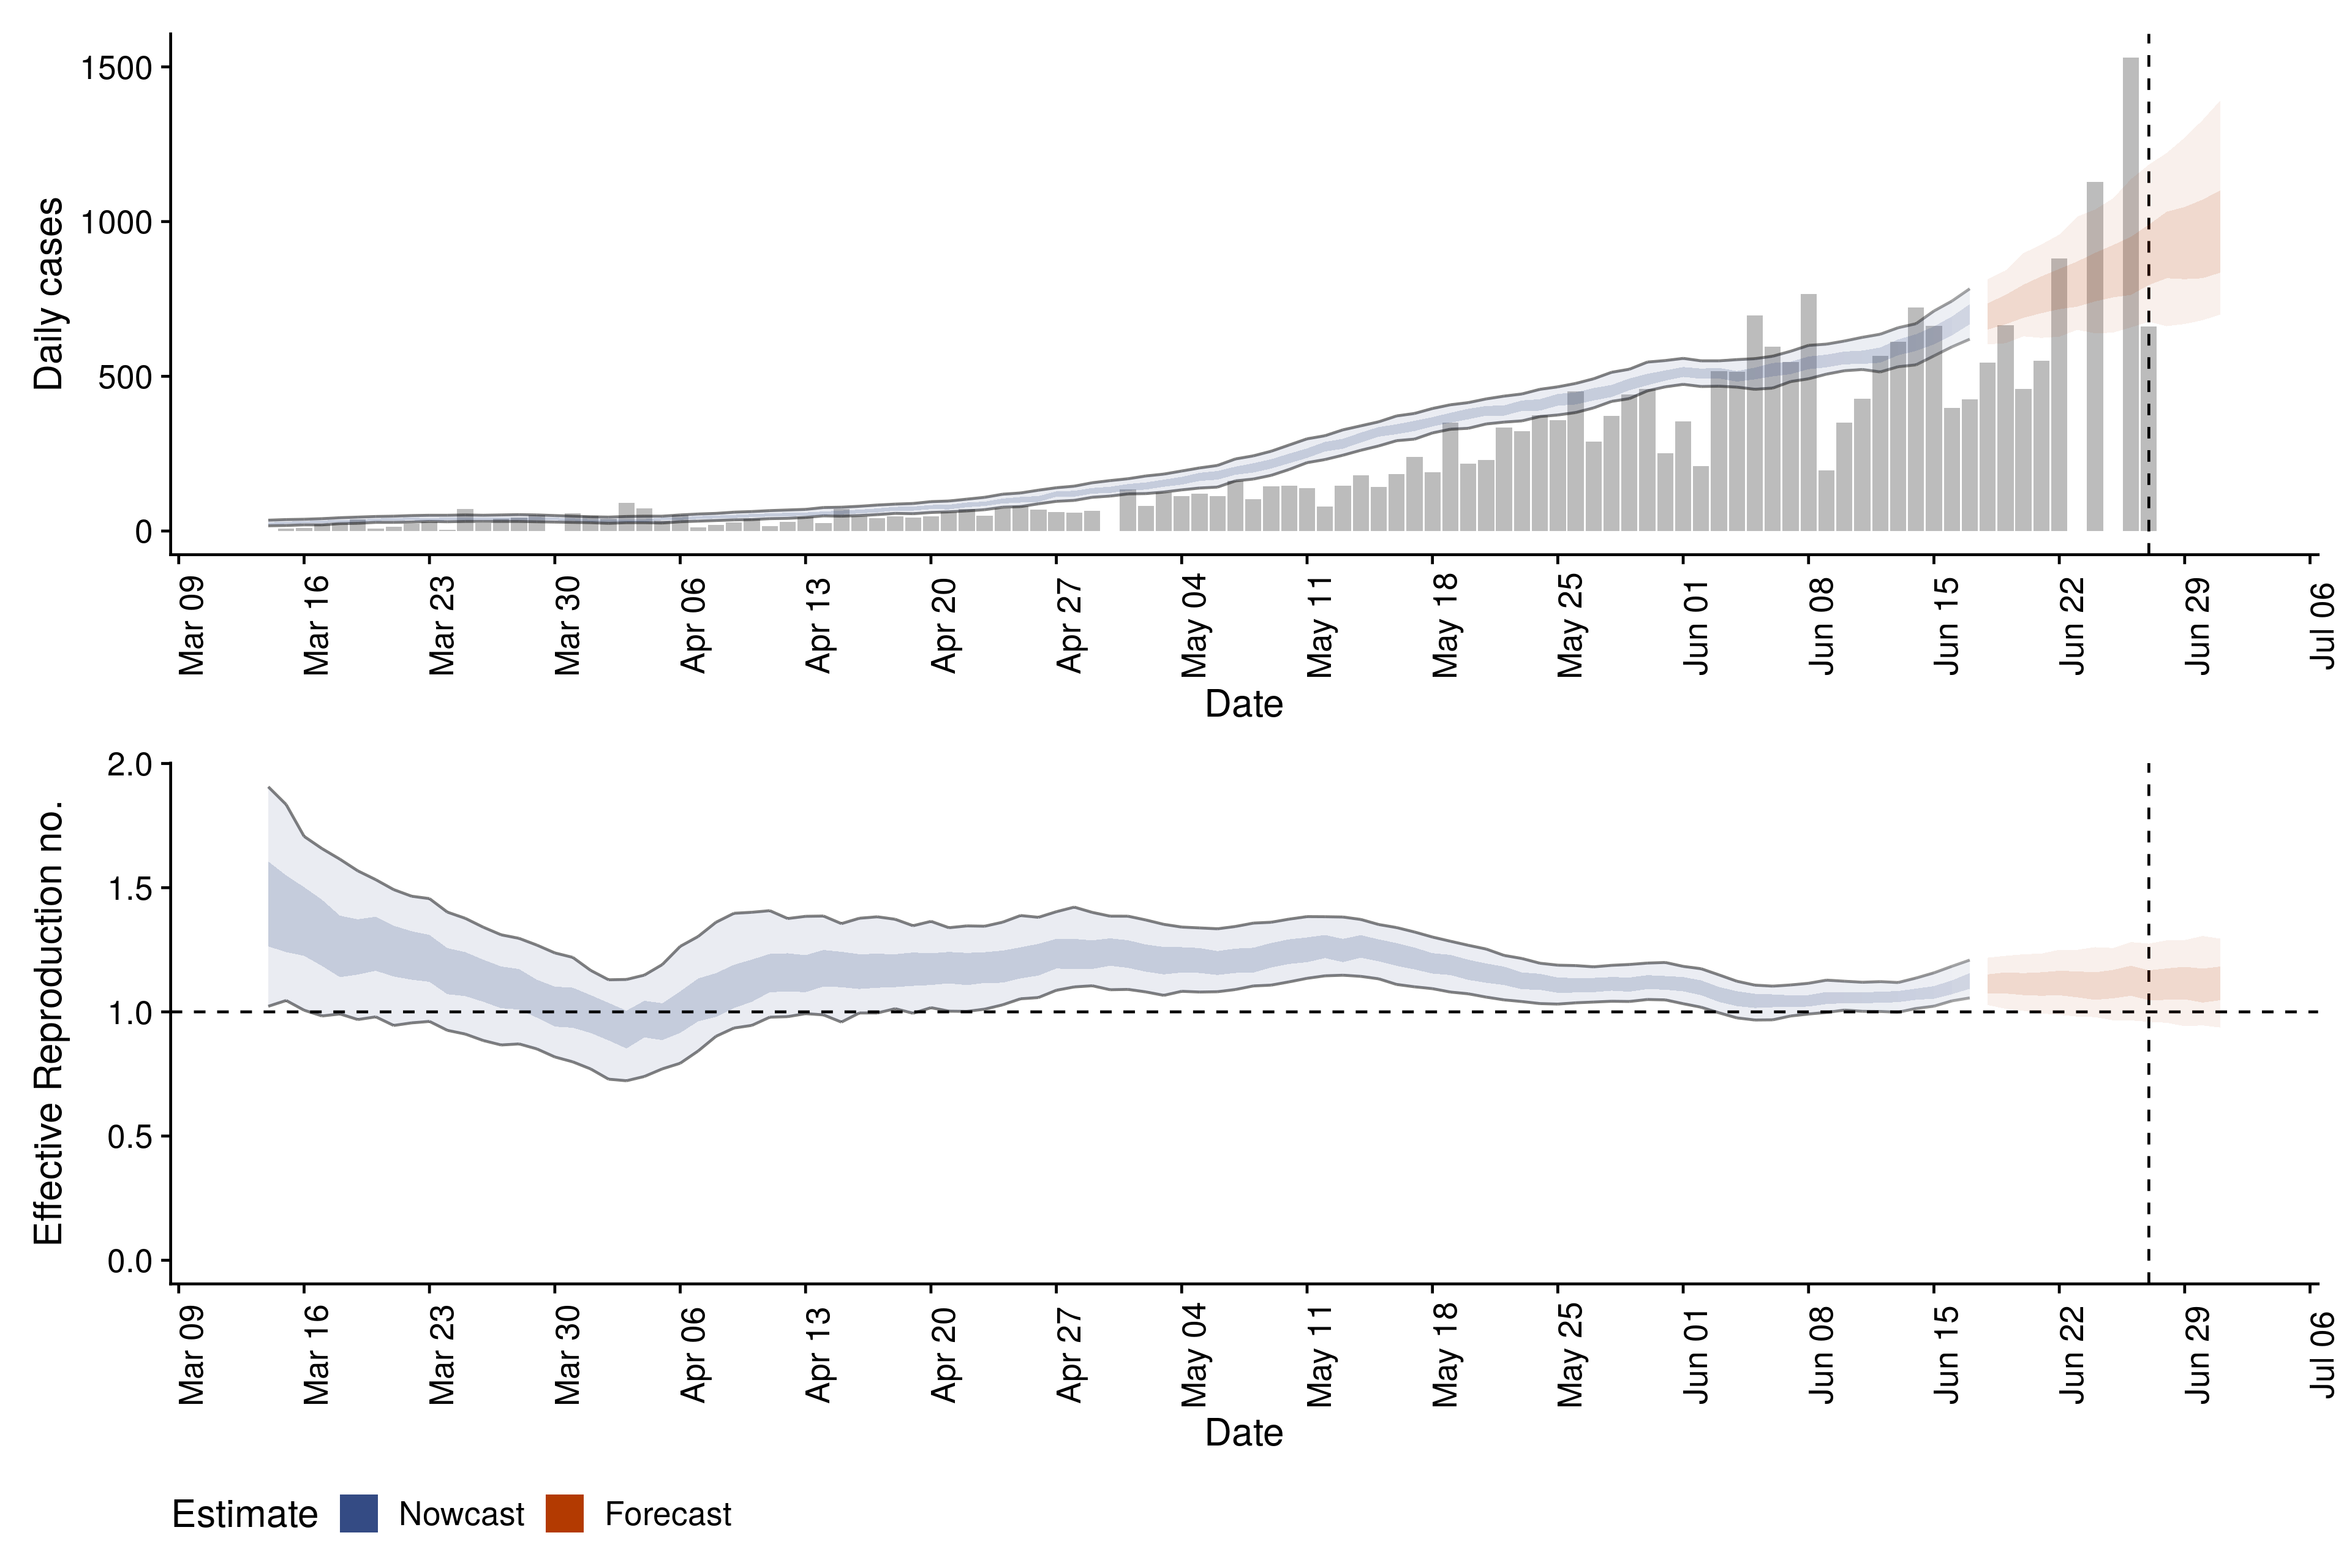 1500
1000
500
0
Daily cases
Mar 09
Mar 16
Mar 23
Mar 30
Apr 06
Apr 13
Apr 20
Apr 27
May 04
May 11
May 18
May 25
Jun 01
Jun 08
Jun 15
Jun 22
Jun 29
Jul 06
Date
2.0
1.5
1.0
0.5
0.0
Effective Reproduction no.
Mar 09
Mar 16
Mar 23
Mar 30
Apr 06
Apr 13
Apr 20
Apr 27
May 04
May 11
May 18
May 25
Jun 01
Jun 08
Jun 15
Jun 22
Jun 29
Jul 06
Date
Estimate Nowcast Forecast